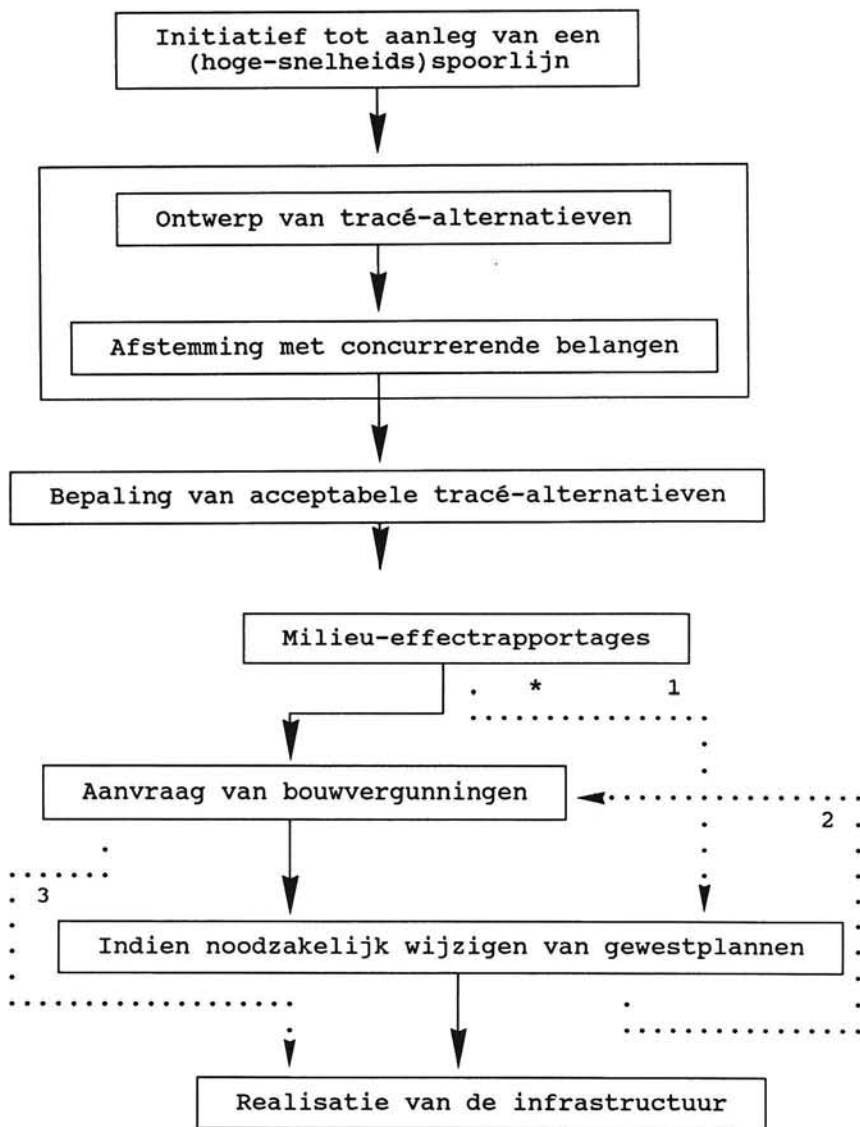 Initiatief tot aanleg van een
(hoge-snelheids)spoorlijn
Ontwerp van tracé-alternatieven
Afstemming met concurrerende belangen
Bepaling van acceptabele tracé-alternatieven
Milieu-effectrapportages
* 1
Aanvraag van bouwvergunningen
2
3
Indien noodzakelijk wijzigen van gewestplannen
Realisatie van de infrastructuur